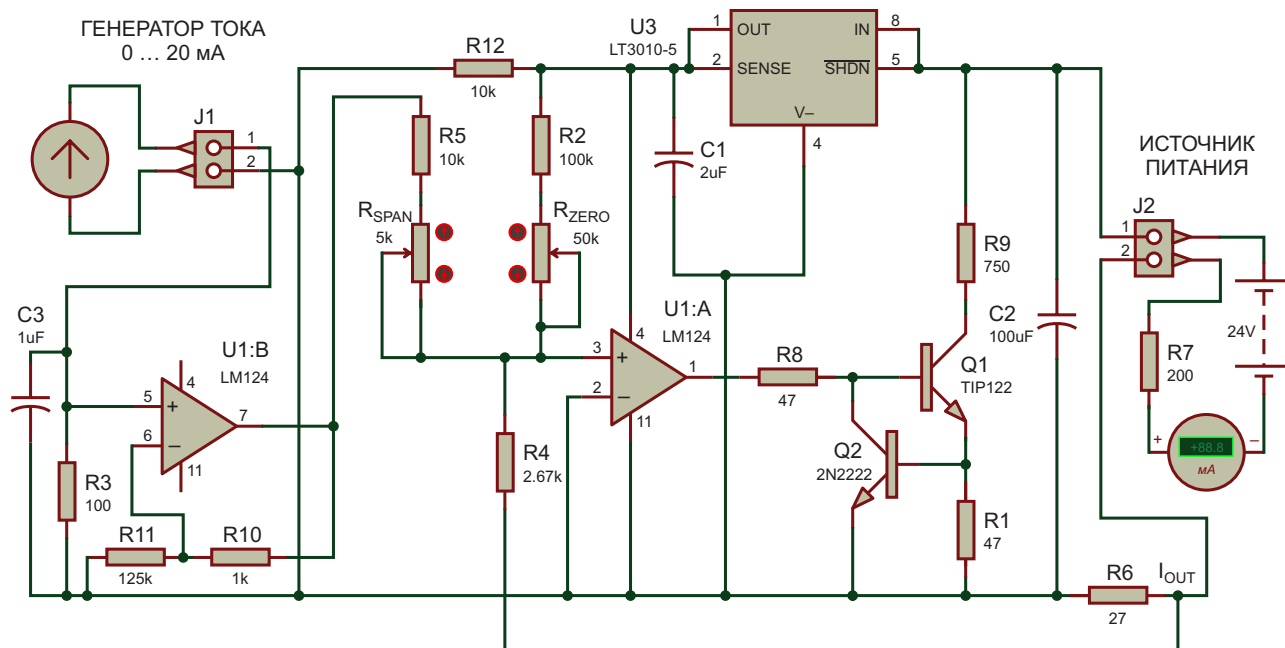 ГЕНЕРАТОР ТОКА
0 … 20 мА
J1
1
2
R12
10k
U3
LT3010-5
1
OUT
IN
8
2
SENSE
SHDN
5
V–
4
R5
10k
R2
100k
C1
2uF
RSPAN
5k
RZERO
50k
R9
750
ИСТОЧНИК
ПИТАНИЯ
J2
1
2
24V
C2
100uF
R7
200
C3
1uF
U1:B
LM124
4
5
+
6
–
7
11
U1:A
LM124
4
3
+
2
–
1
11
R8
47
Q1
TIP122
Q2
2N2222
R4
2.67k
R3
100
R11
125k
R10
1k
R1
47
+
–
+88.8
мА
R6
27
IOUT